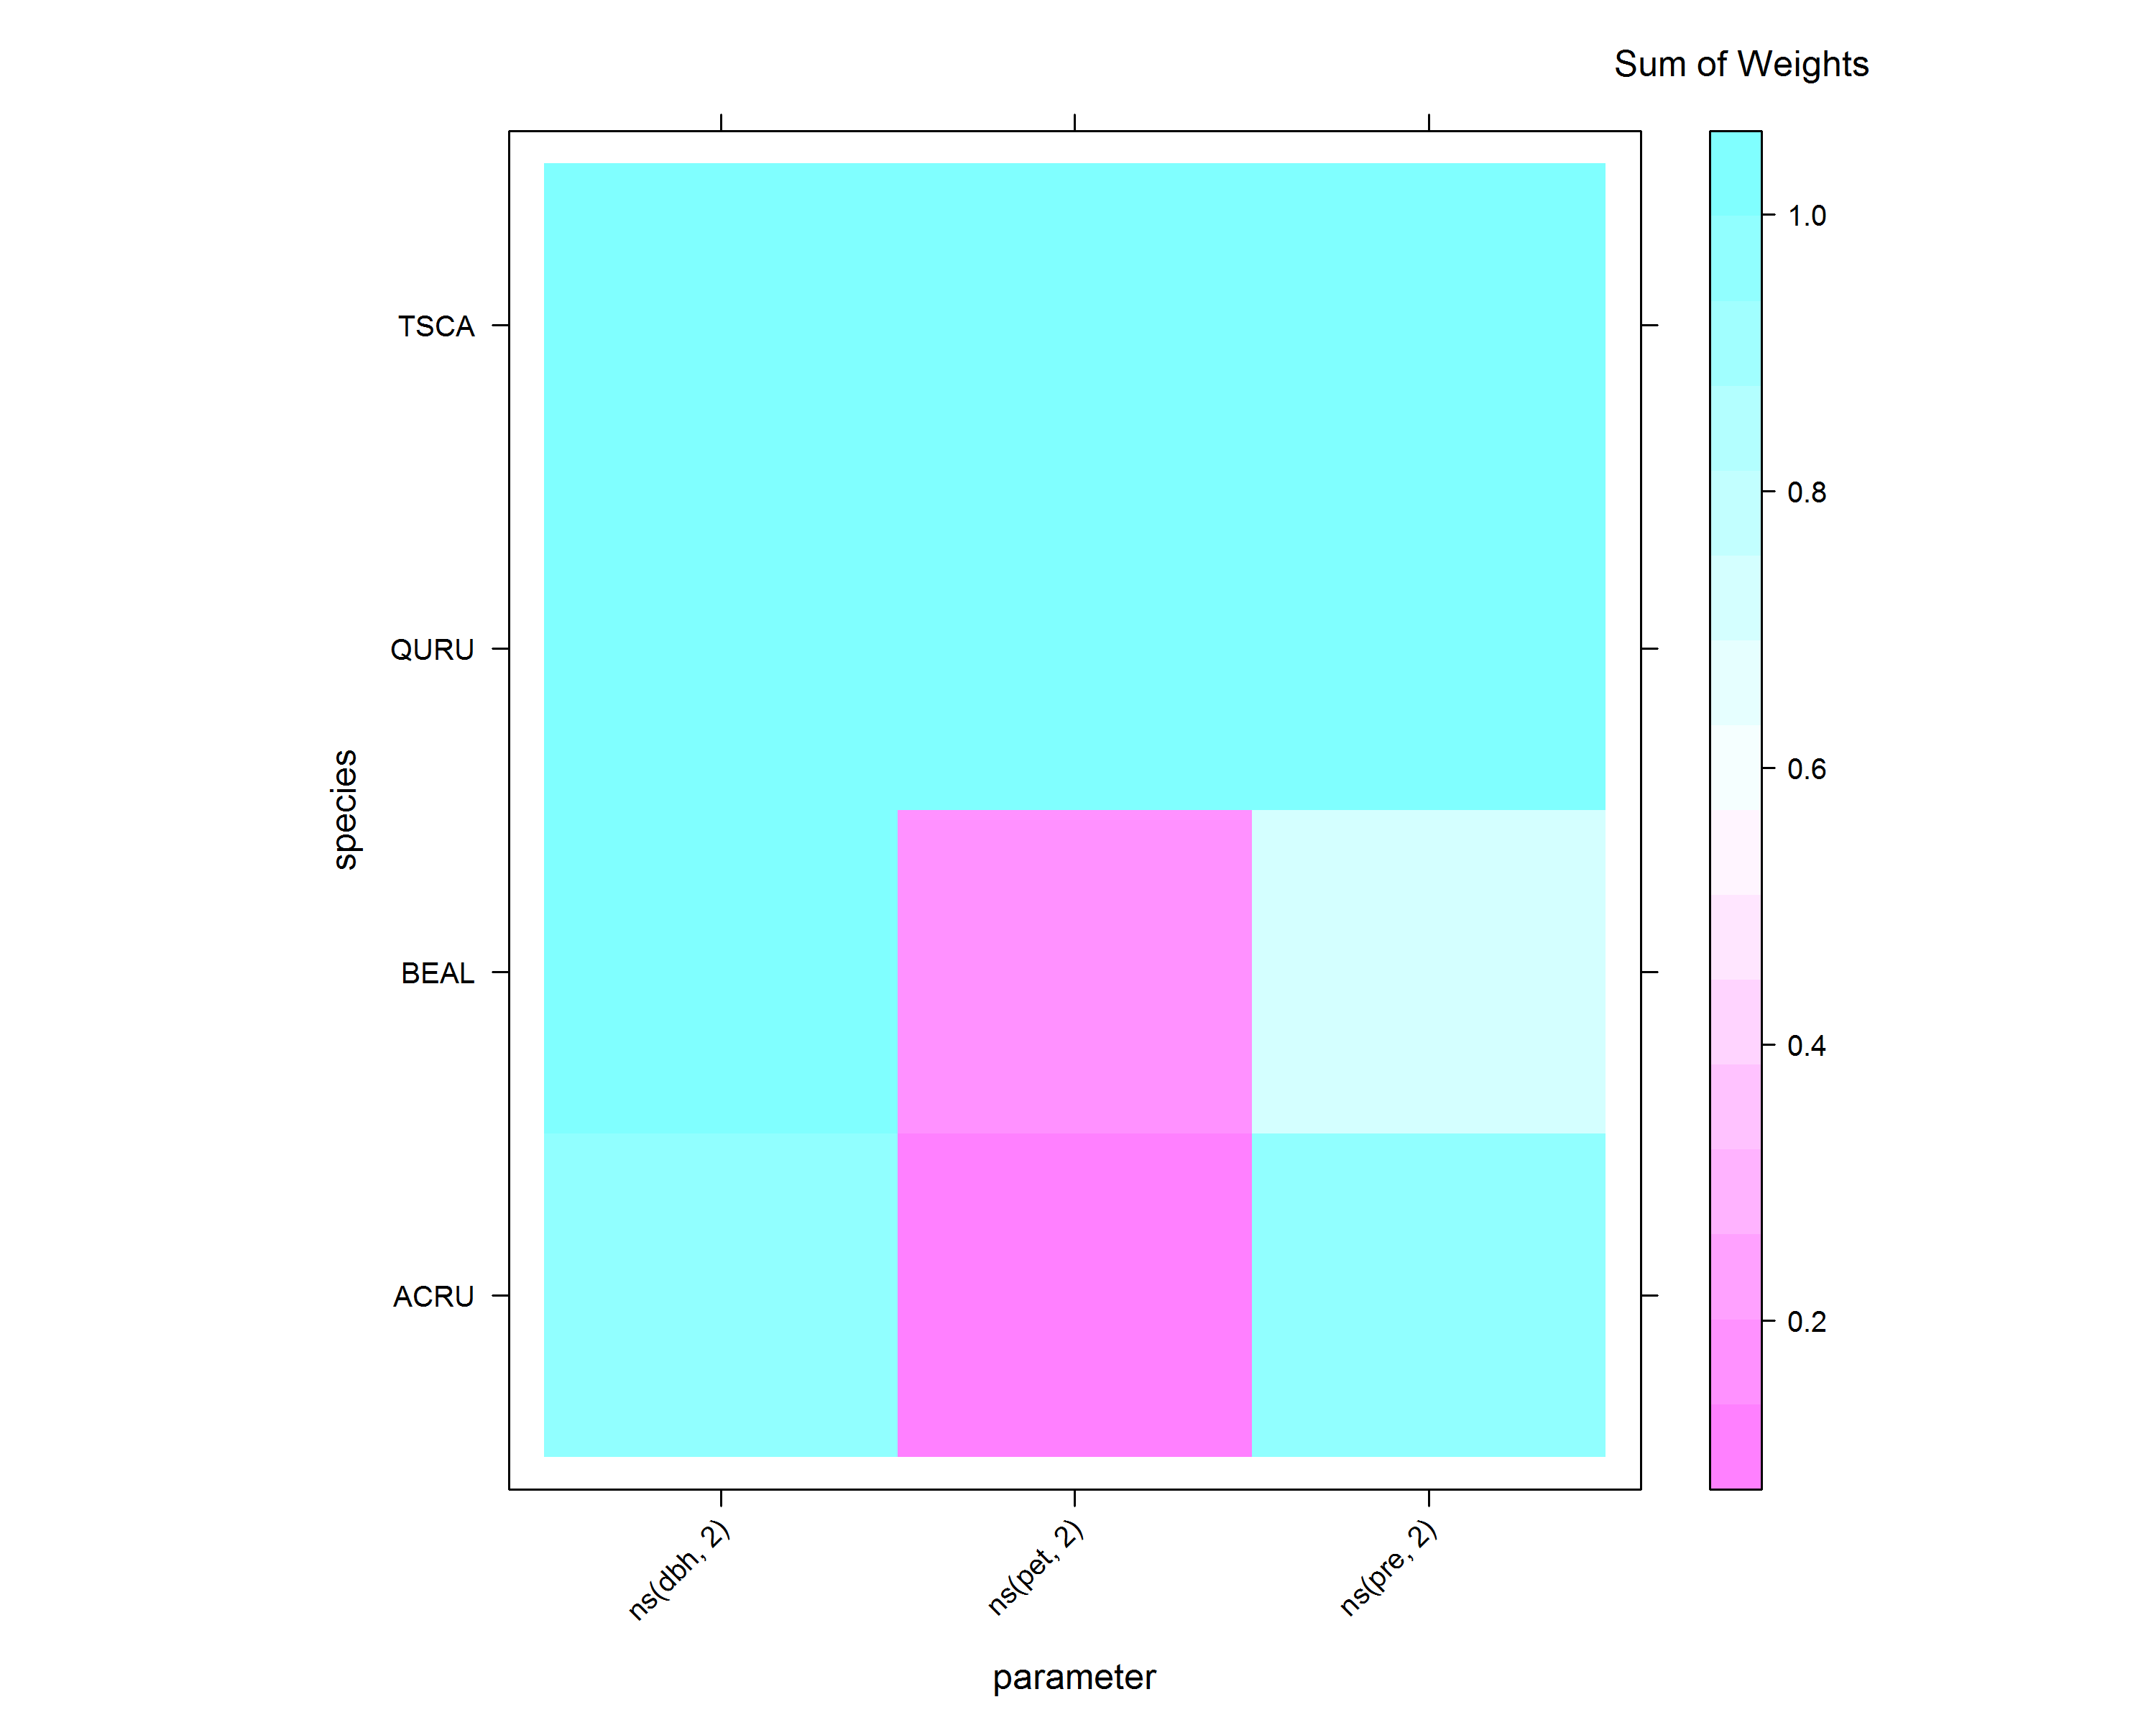 Sum of Weights
1.0
0.8
0.6
0.4
0.2
TSCA
QURU
BEAL
ACRU
species
ns(dbh, 2)
ns(pet, 2)
ns(pre, 2)
parameter